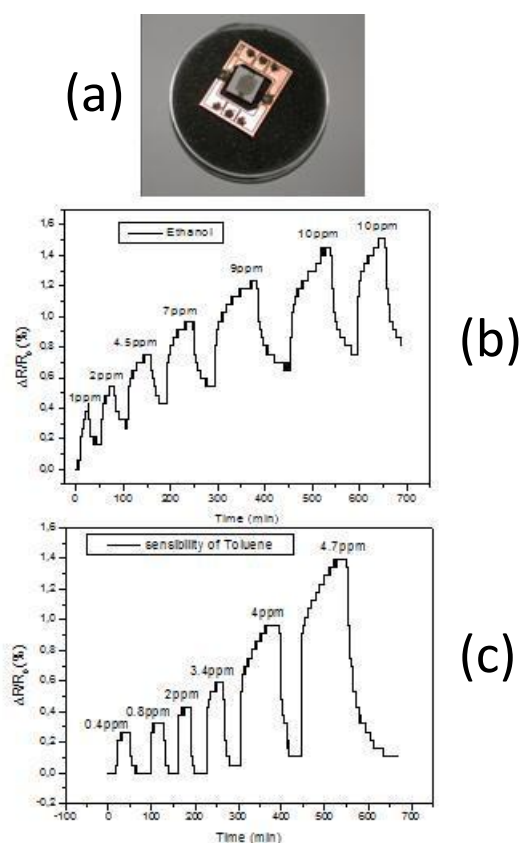 (a)
1,6
1,4
1,2
1,0
0,8
0,6
0,4
0,2
0,0
ΔR/R₀(%)
Ethanol
1ppm
2ppm
4.5ppm
7ppm
9ppm
10ppm
10ppm
0 100 200 300 400 500 600 700
Time (min)
(b)
1,6
1,4
1,2
1,0
0,8
0,6
0,4
0,2
0,0
-0,2
ΔR/R₀(%)
sensibility of Toluene
0.4ppm
0.8ppm
2ppm
3.4ppm
4ppm
4.7ppm
-100 0 100 200 300 400 500 600 700
Time (min)
(c)